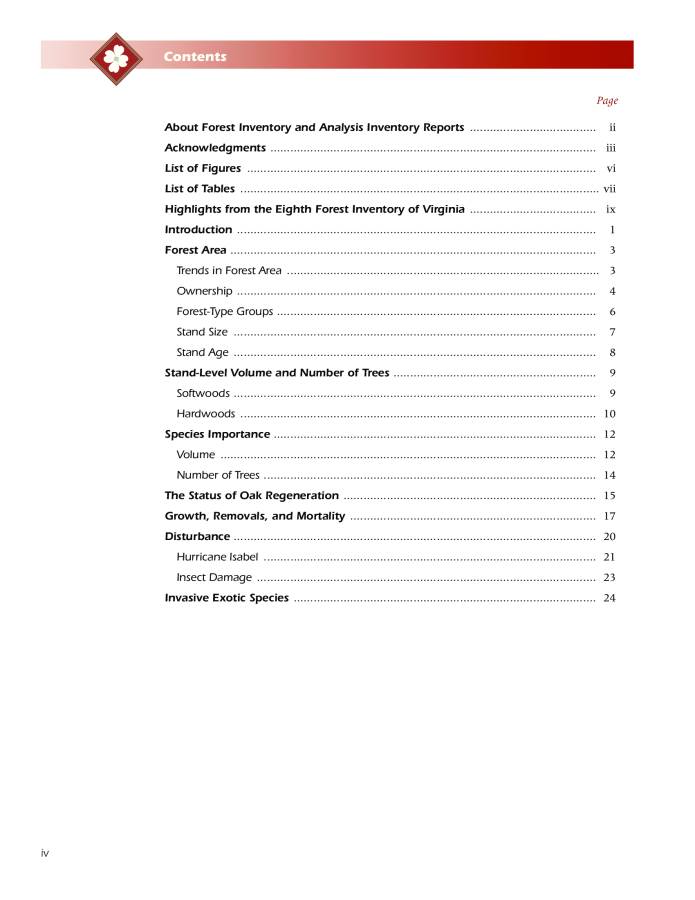 Contents
Page
About Forest Inventory and Analysis Inventory Reports ...................................... ii
Acknowledgments .................................................................................................. iii
List of Figures ......................................................................................................... vi
List of Tables ............................................................................................................ vii
Highlights from the Eighth Forest Inventory of Virginia ...................................... ix
Introduction ............................................................................................................ 1
Forest Area .............................................................................................................. 3
Trends in Forest Area .............................................................................................. 3
Ownership ............................................................................................................ 4
Forest-Type Groups ................................................................................................ 6
Stand Size ............................................................................................................. 7
Stand Age ............................................................................................................. 8
Stand-Level Volume and Number of Trees ............................................................. 9
Softwoods ............................................................................................................. 9
Hardwoods ........................................................................................................... 10
Species Importance ................................................................................................. 12
Volume ................................................................................................................. 12
Number of Trees .................................................................................................... 14
The Status of Oak Regeneration ............................................................................ 15
Growth, Removals, and Mortality .......................................................................... 17
Disturbance ............................................................................................................. 20
Hurricane Isabel .................................................................................................... 21
Insect Damage ...................................................................................................... 23
Invasive Exotic Species ........................................................................................... 24
iv